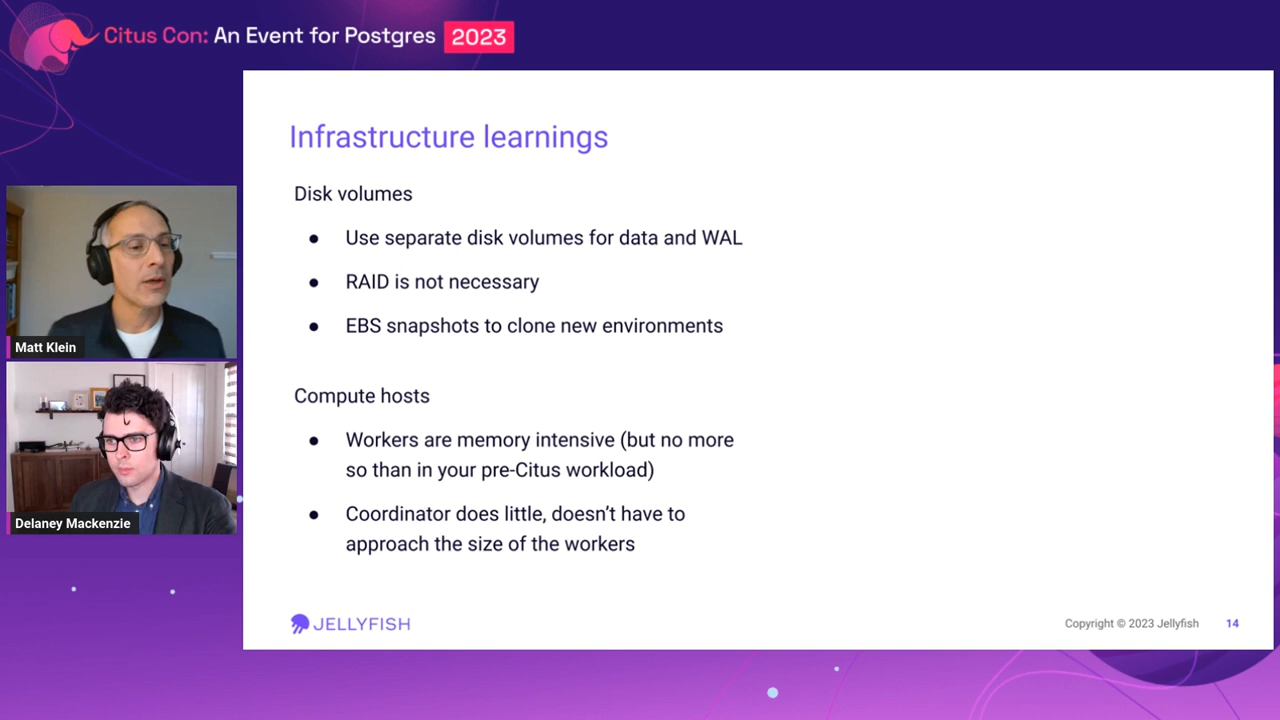 Citus Con: An Event for Postgres 2023
Infrastructure learnings
Disk volumes
● Use separate disk volumes for data and WAL
● RAID is not necessary
● EBS snapshots to clone new environments
Compute hosts
● Workers are memory intensive (but no more
so than in your pre-Citus workload)
● Coordinator does little, doesn’t have to
approach the size of the workers
Matt Klein
Delaney Mackenzie
JELLYFISH
Copyright © 2023 Jellyfish 14